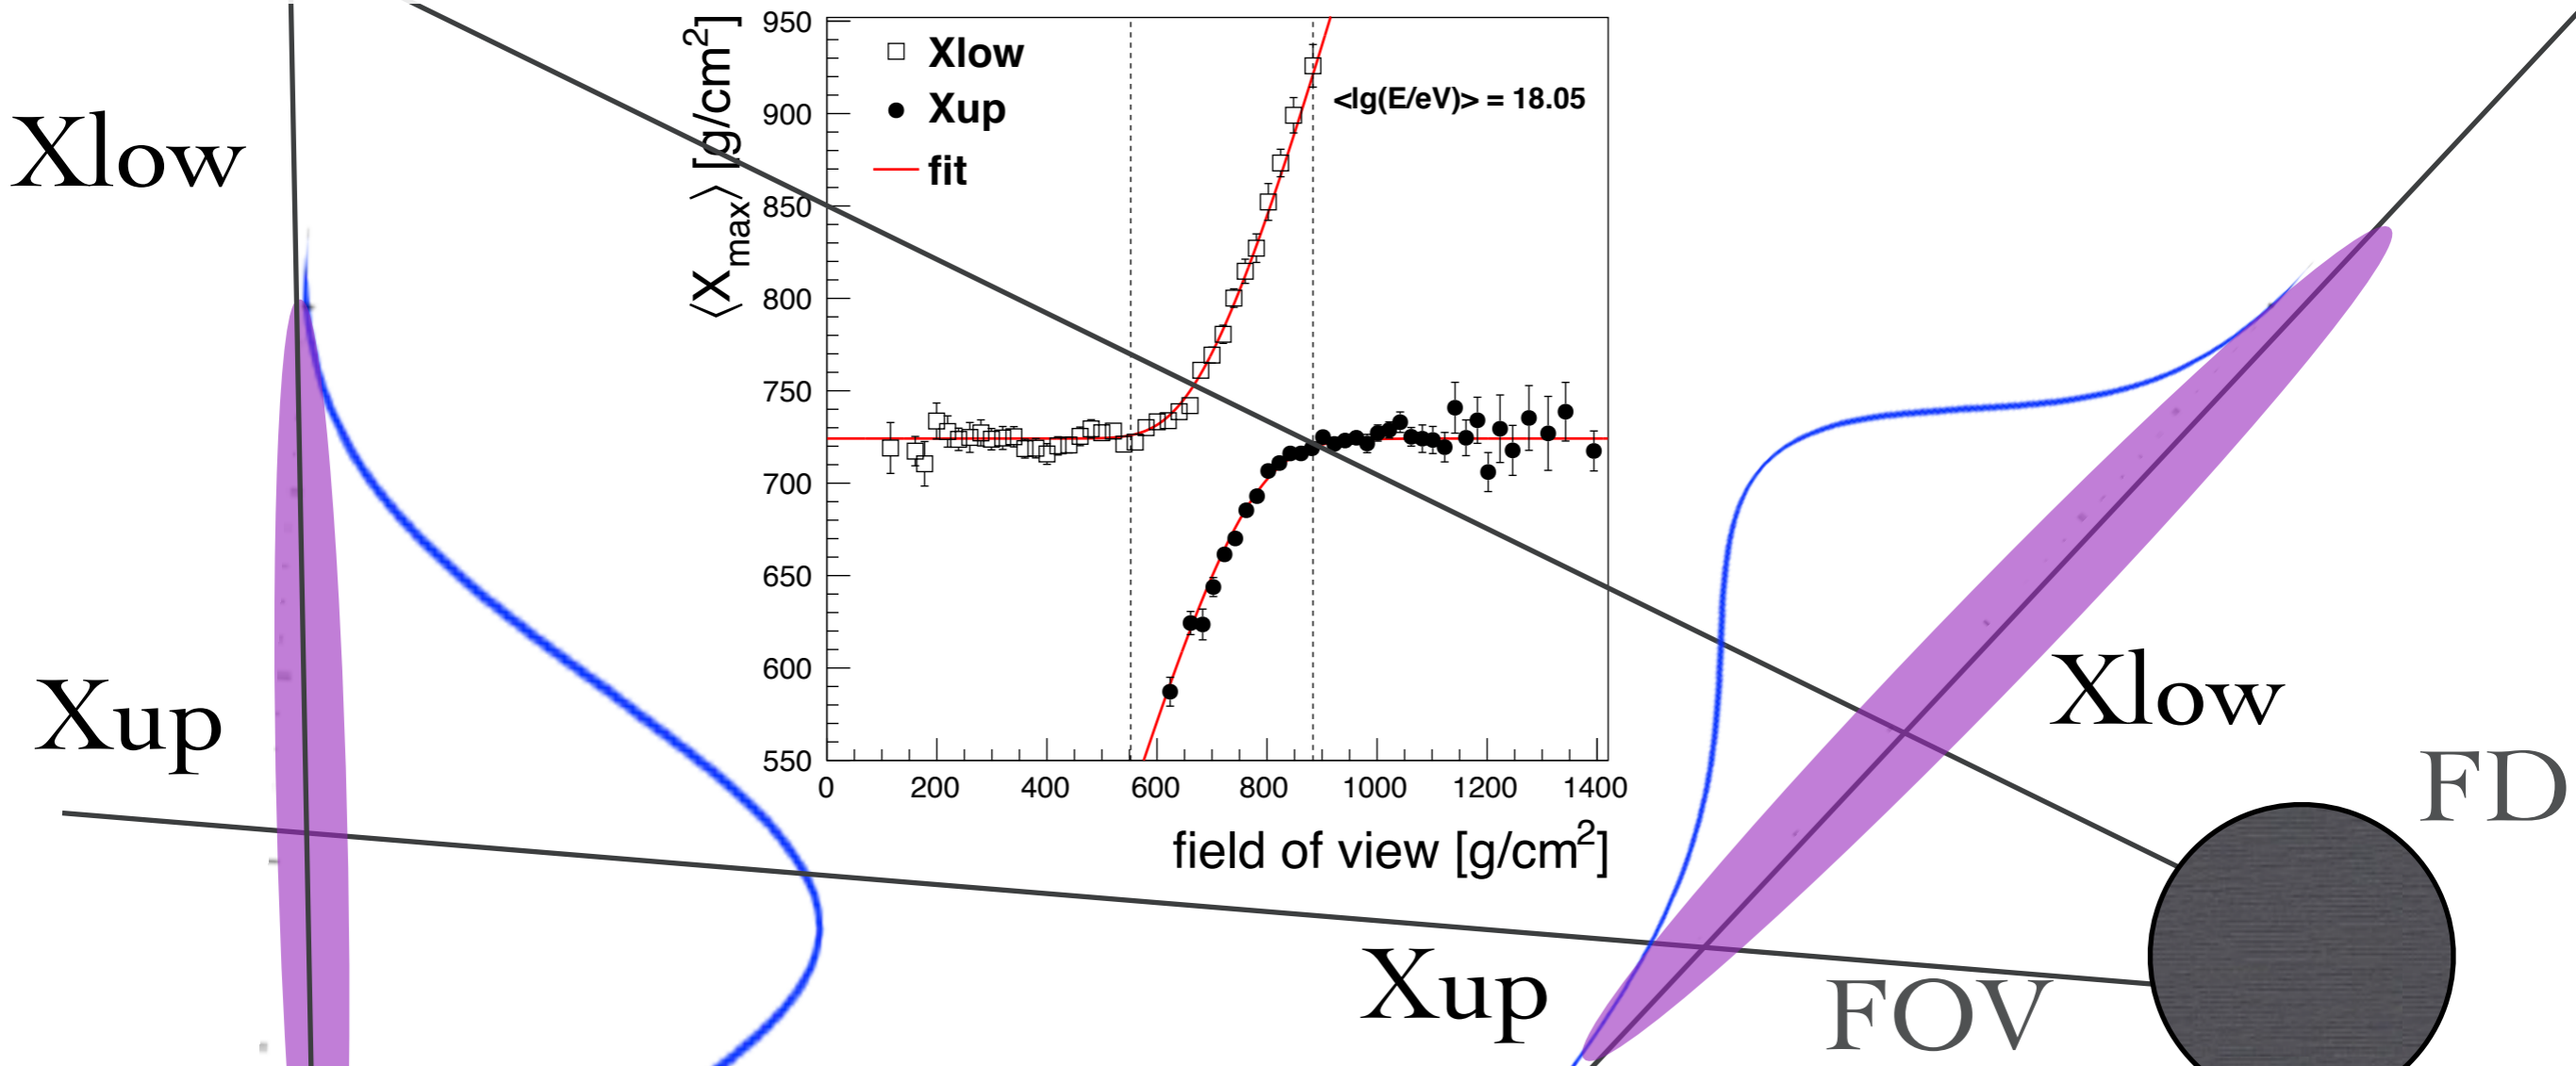 Xlow
Xup
⟨X_max⟩ [g/cm²]
950
900
850
800
750
700
650
600
550
Xlow
Xup
fit
<lg(E/eV)> = 18.05
0 200 400 600 800 1000 1200 1400
field of view [g/cm²]
Xlow
FD
Xup
FOV